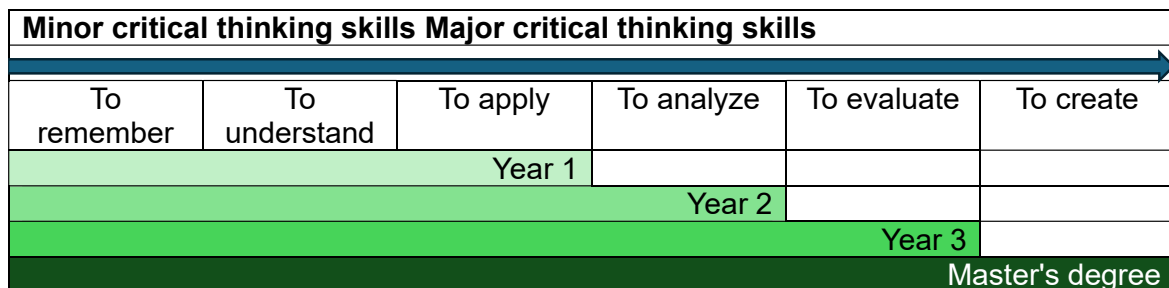 Minor critical thinking skills Major critical thinking skills
To remember
To understand
To apply
To analyze
To evaluate
To create
Year 1
Year 2
Year 3
Master's degree